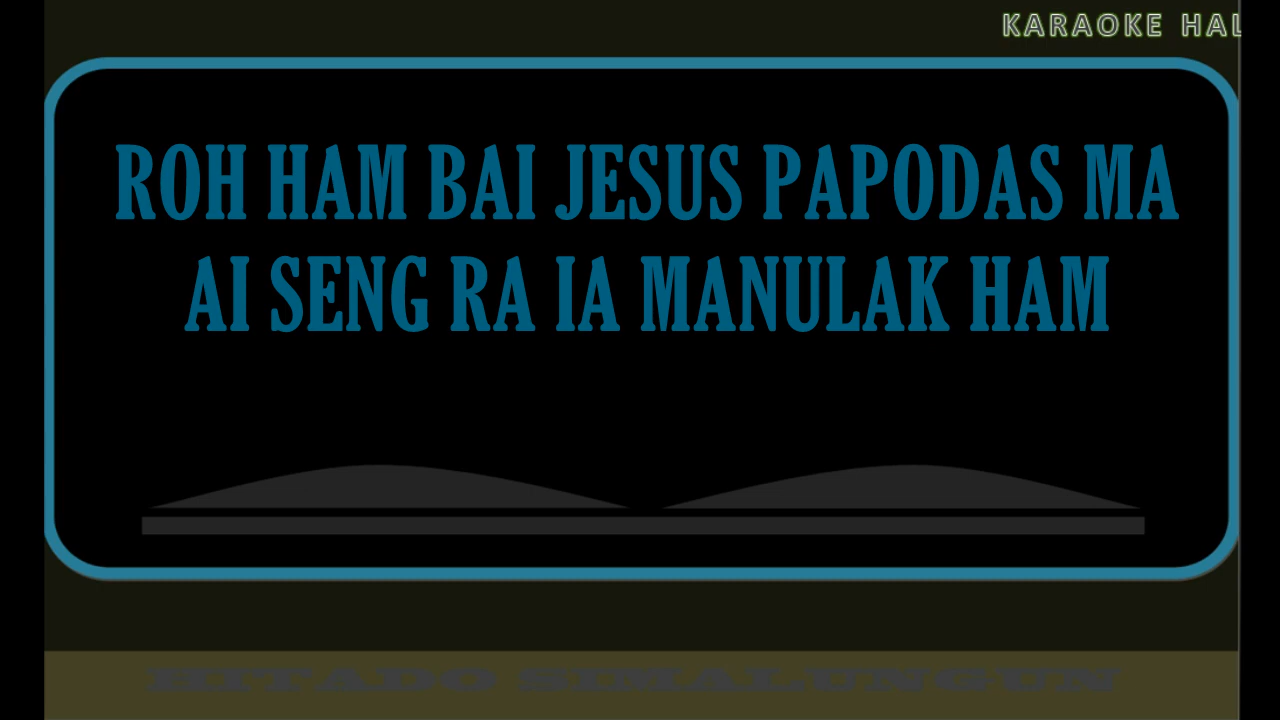 KARAOKE HAL
ROH HAM BAI JESUS PAPODAS MA
AI SENG RA IA MANULAK HAM
HITADO SIMALUNGUN